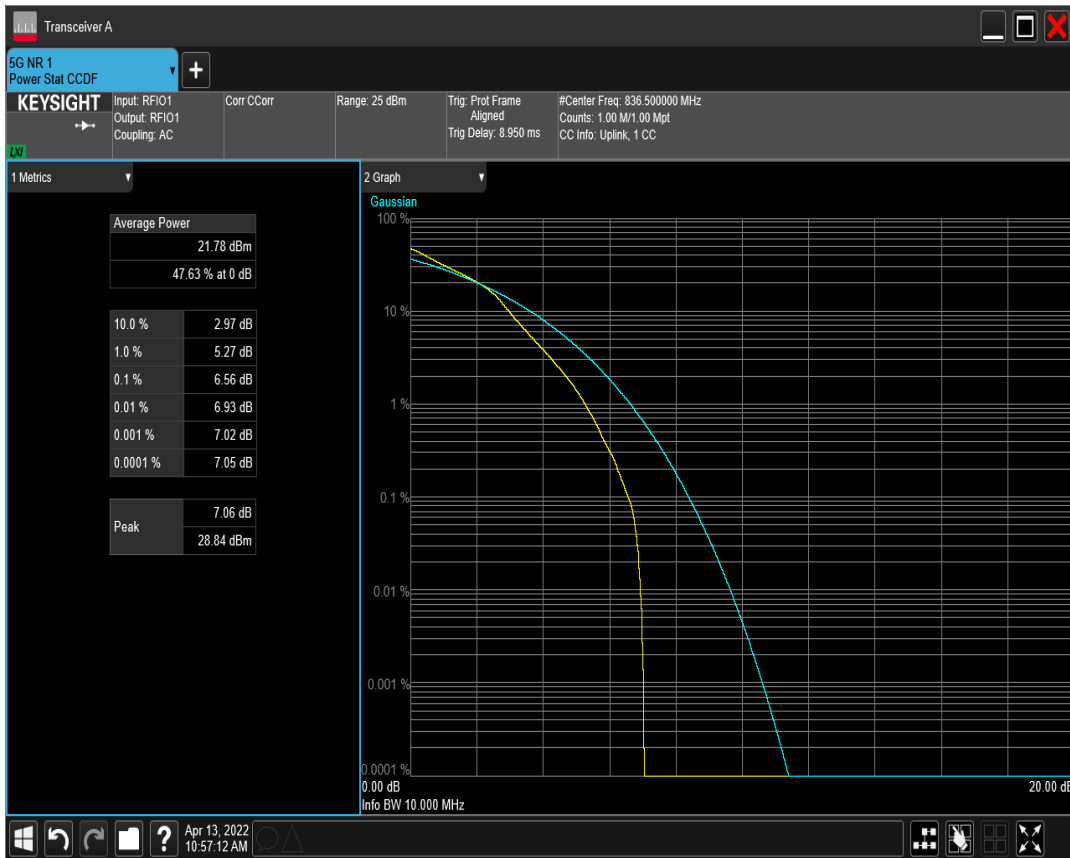 Transceiver A
5G NR 1
Power Stat CCDF
+
KEYSIGHT
LXI
Input: RFIO1
Output: RFIO1
Coupling: AC
Corr CCorr
Range: 25 dBm
Trig: Prot Frame
Aligned
Trig Delay: 8.950 ms
#Center Freq: 836.500000 MHz
Counts: 1.00 M/1.00 Mpt
CC Info: Uplink, 1 CC
1 Metrics
Average Power
21.78 dBm
47.63 % at 0 dB
10.0 % 2.97 dB
1.0 % 5.27 dB
0.1 % 6.56 dB
0.01 % 6.93 dB
0.001 % 7.02 dB
0.0001 % 7.05 dB
Peak
7.06 dB
28.84 dBm
2 Graph
Gaussian
100 %
10 %
1 %
0.1 %
0.01 %
0.001 %
0.0001 %
0.00 dB 20.00 dB
Info BW 10.000 MHz
?
Apr 13, 2022
10:57:12 AM